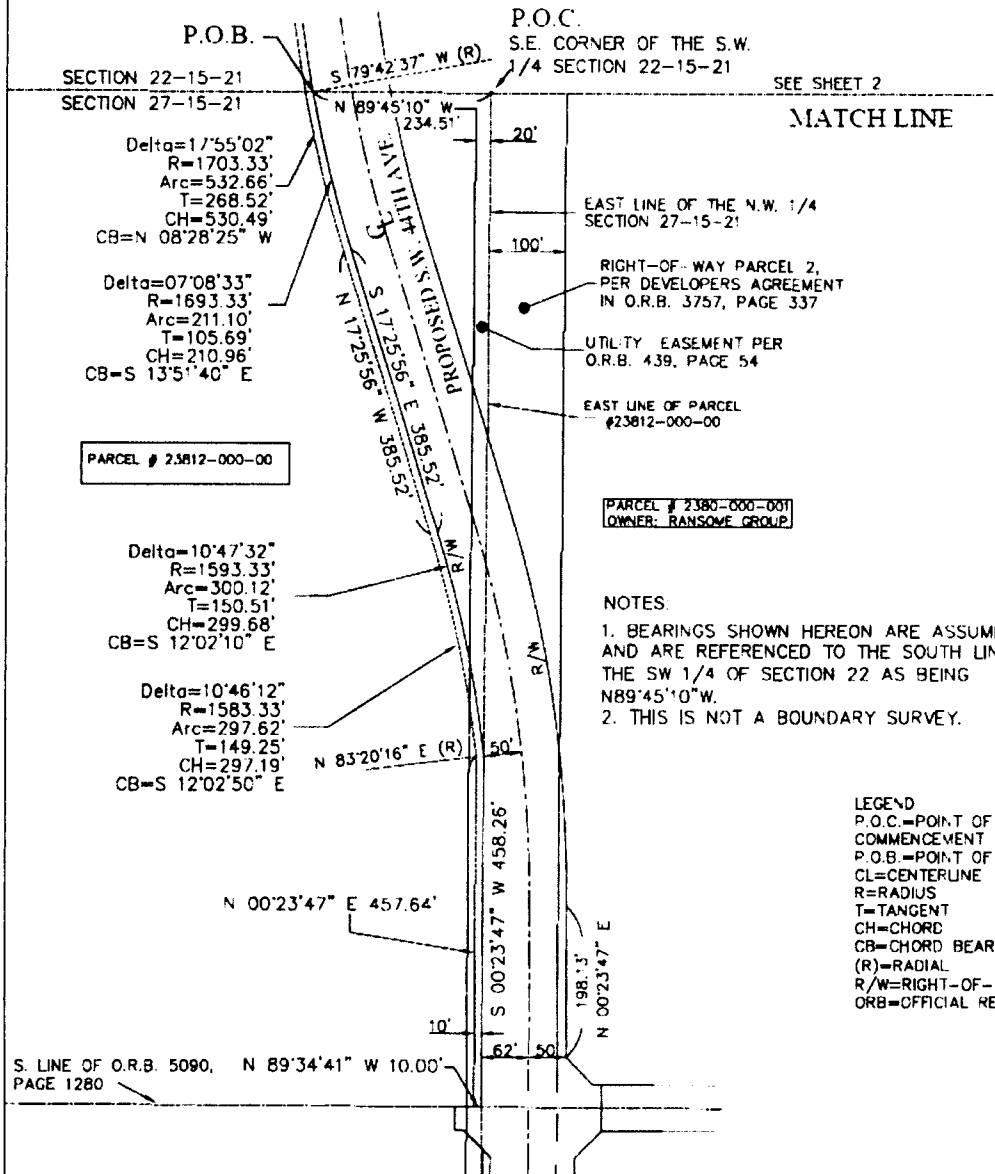 P.O.B.
P.O.C.
S.E. CORNER OF THE S.W.
1/4 SECTION 22-15-21
S 79°42'37" W (R)
SECTION 22-15-21
SECTION 27-15-21
SEE SHEET 2
MATCH LINE
N 89°45'10" W
234.51'
20'
Delta=17°55'02"
R=1703.33'
Arc=532.66'
T=268.52'
CH=530.49'
CB=N 08°28'25" W
Delta=07°08'33"
R=1693.33'
Arc=211.10'
T=105.69'
CH=210.96'
CB=S 13°51'40" E
CL
PROPOSED S.W. 44TH AVE.
EAST LINE OF THE N.W. 1/4
SECTION 27-15-21
100'
RIGHT-OF-WAY PARCEL 2,
PER DEVELOPERS AGREEMENT
IN O.R.B. 3757, PAGE 337
UTILITY EASEMENT PER
O.R.B. 439, PAGE 54
EAST LINE OF PARCEL
#23812-000-00
S 17°25'56" E 385.52'
N 17°25'56" W 385.52'
PARCEL # 23812-000-00
PARCEL # 2380-000-001
OWNER: RANSOME GROUP
R/W
R/W
Delta=10°47'32"
R=1593.33'
Arc=300.12'
T=150.51'
CH=299.68'
CB=S 12°02'10" E
Delta=10°46'12"
R=1583.33'
Arc=297.62'
T=149.25'
CH=297.19'
CB=S 12°02'50" E
NOTES:
1. BEARINGS SHOWN HEREON ARE ASSUM
AND ARE REFERENCED TO THE SOUTH LIN
THE SW 1/4 OF SECTION 22 AS BEING
N89°45'10"W.
2. THIS IS NOT A BOUNDARY SURVEY.
N 83°20'16" E (R)
50'
S 00°23'47" W 458.26'
N 00°23'47" E 457.64'
198.13'
N 00°23'47" E
LEGEND
P.O.C.=POINT OF
COMMENCEMENT
P.O.B.=POINT OF
CL=CENTERLINE
R=RADIUS
T=TANGENT
CH=CHORD
CB=CHORD BEAR
(R)=RADIAL
R/W=RIGHT-OF-
ORB=OFFICIAL RE
10'
62'
50'
S. LINE OF O.R.B. 5090,
PAGE 1280
N 89°34'41" W 10.00'